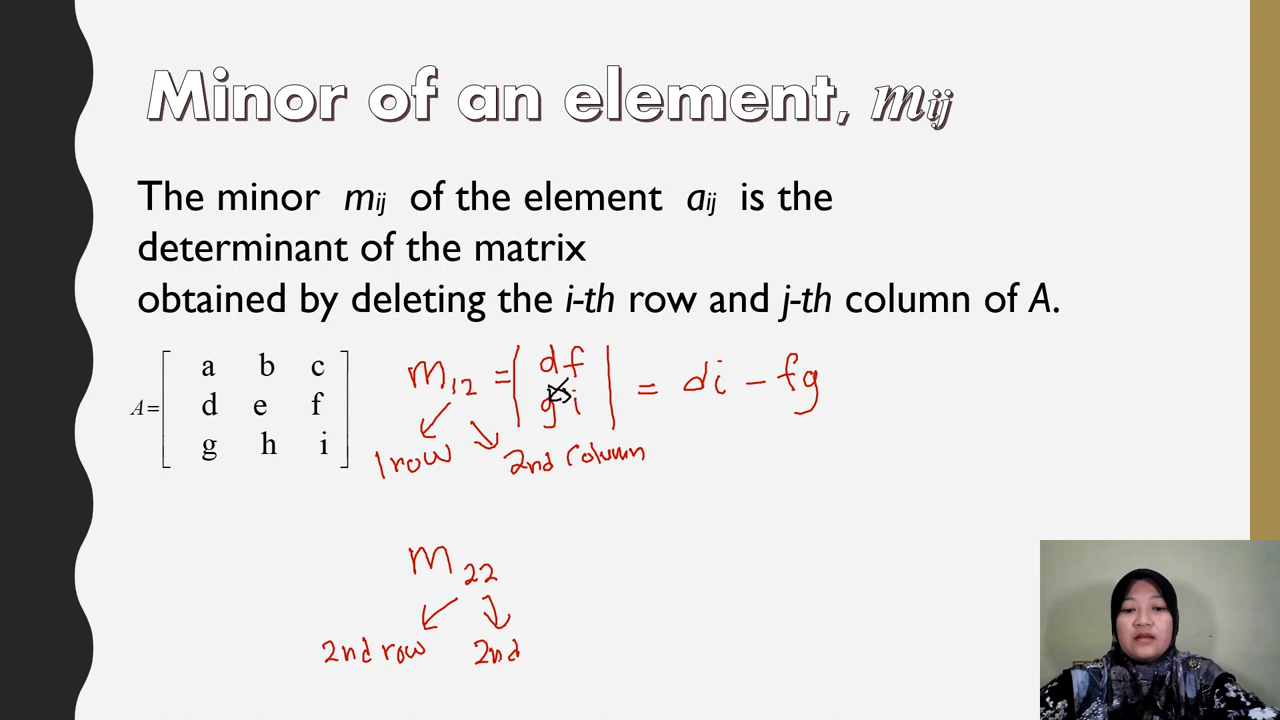 Minor of an element, mij
The minor mij of the element aij is the
determinant of the matrix
obtained by deleting the i-th row and j-th column of A.
A= [ a b c
d e f
g h i ]
m12 = | d f
g i | = di - fg
1 row 2nd column
m22
2nd row 2nd